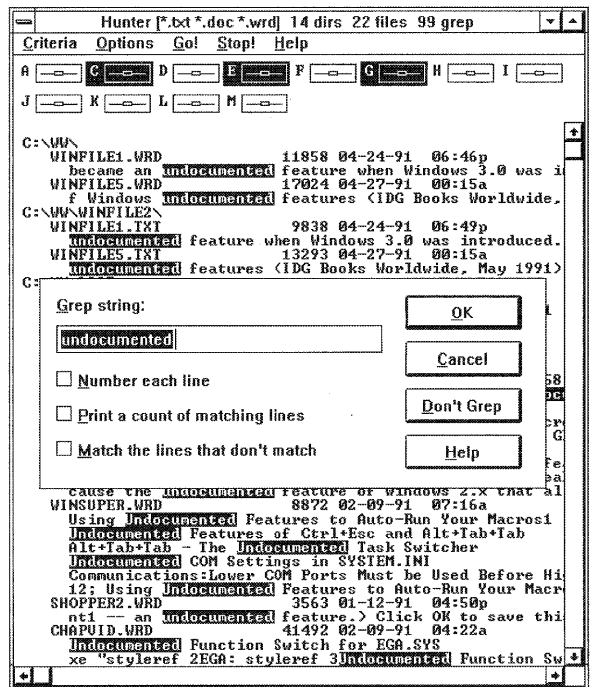 Hunter [*.txt *.doc *.wrd] 14 dirs 22 files 99 grep
Criteria Options Go! Stop! Help
A C D E F G H I
J K L M
C:\WW\
WINFILE1.WRD 11858 04-24-91 06:46p
became an undocumented feature when Windows 3.0 was i
WINFILE5.WRD 17024 04-27-91 00:15a
f Windows undocumented features (IDG Books Worldwide,
C:\WW\WINFILE2\
WINFILE1.TXT 9838 04-24-91 06:49p
undocumented feature when Windows 3.0 was introduced.
WINFILE5.TXT 13293 04-27-91 00:15a
undocumented features (IDG Books Worldwide, May 1991)
C:
Grep string:
undocumented
Number each line
Print a count of matching lines
Match the lines that don't match
OK
Cancel
Don't Grep
Help
cause the undocumented feature of Windows 2.x that al
WINSUPER.WRD 8872 02-09-91 07:16a
Using Undocumented Features to Auto-Run Your Macros1
Undocumented Features of Ctrl+Esc and Alt+Tab+Tab
Alt+Tab+Tab - The Undocumented Task Switcher
Undocumented COM Settings in SYSTEM.INI
Communications:Lower COM Ports Must be Used Before Hi
12; Using Undocumented Features to Auto-Run Your Macr
SHOPPER2.WRD 3563 01-12-91 04:50p
nt1 -- an undocumented feature.) Click OK to save thi
CHAPVID.WRD 41492 02-09-91 04:22a
Undocumented Function Switch for EGA.SYS
xe "styleref 2EGA: styleref 3Undocumented Function Sw